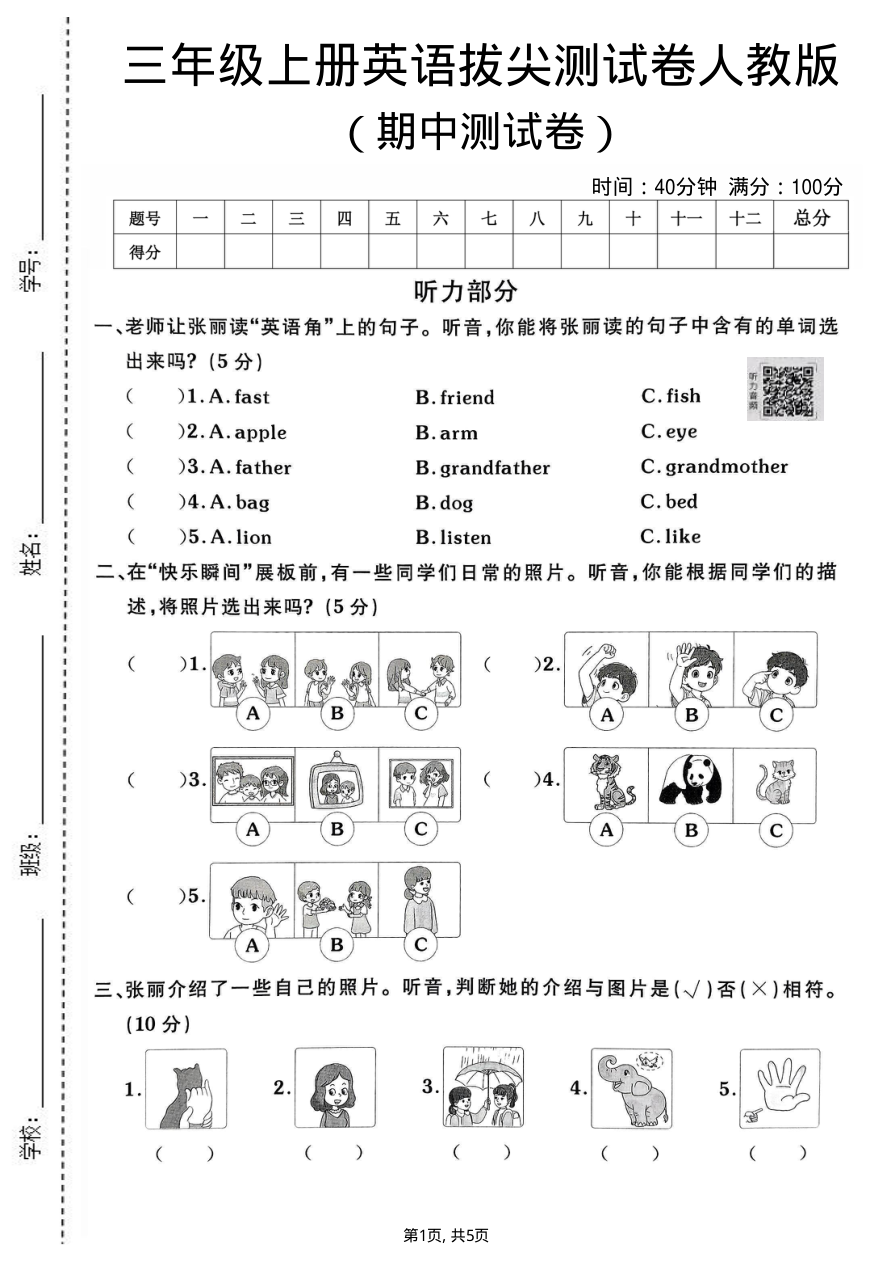 三年级上册英语拔尖测试卷人教版
（期中测试卷）
时间：40分钟 满分：100分
题号 一 二 三 四 五 六 七 八 九 十 十一 十二 总分
得分
听力部分
一、老师让张丽读“英语角”上的句子。听音,你能将张丽读的句子中含有的单词选
出来吗?(5分)
听力音频
( )1. A. fast B. friend C. fish
( )2. A. apple B. arm C. eye
( )3. A. father B. grandfather C. grandmother
( )4. A. bag B. dog C. bed
( )5. A. lion B. listen C. like
二、在“快乐瞬间”展板前,有一些同学们日常的照片。听音,你能根据同学们的描
述,将照片选出来吗?(5分)
( )1. A B C ( )2. A B C
( )3. A B C ( )4. A B C
( )5. A B C
三、张丽介绍了一些自己的照片。听音,判断她的介绍与图片是(√)否(×)相符。
(10分)
1. 2. 3. 4. 5.
( ) ( ) ( ) ( ) ( )
学号：
姓名：
班级：
学校：
第1页, 共5页